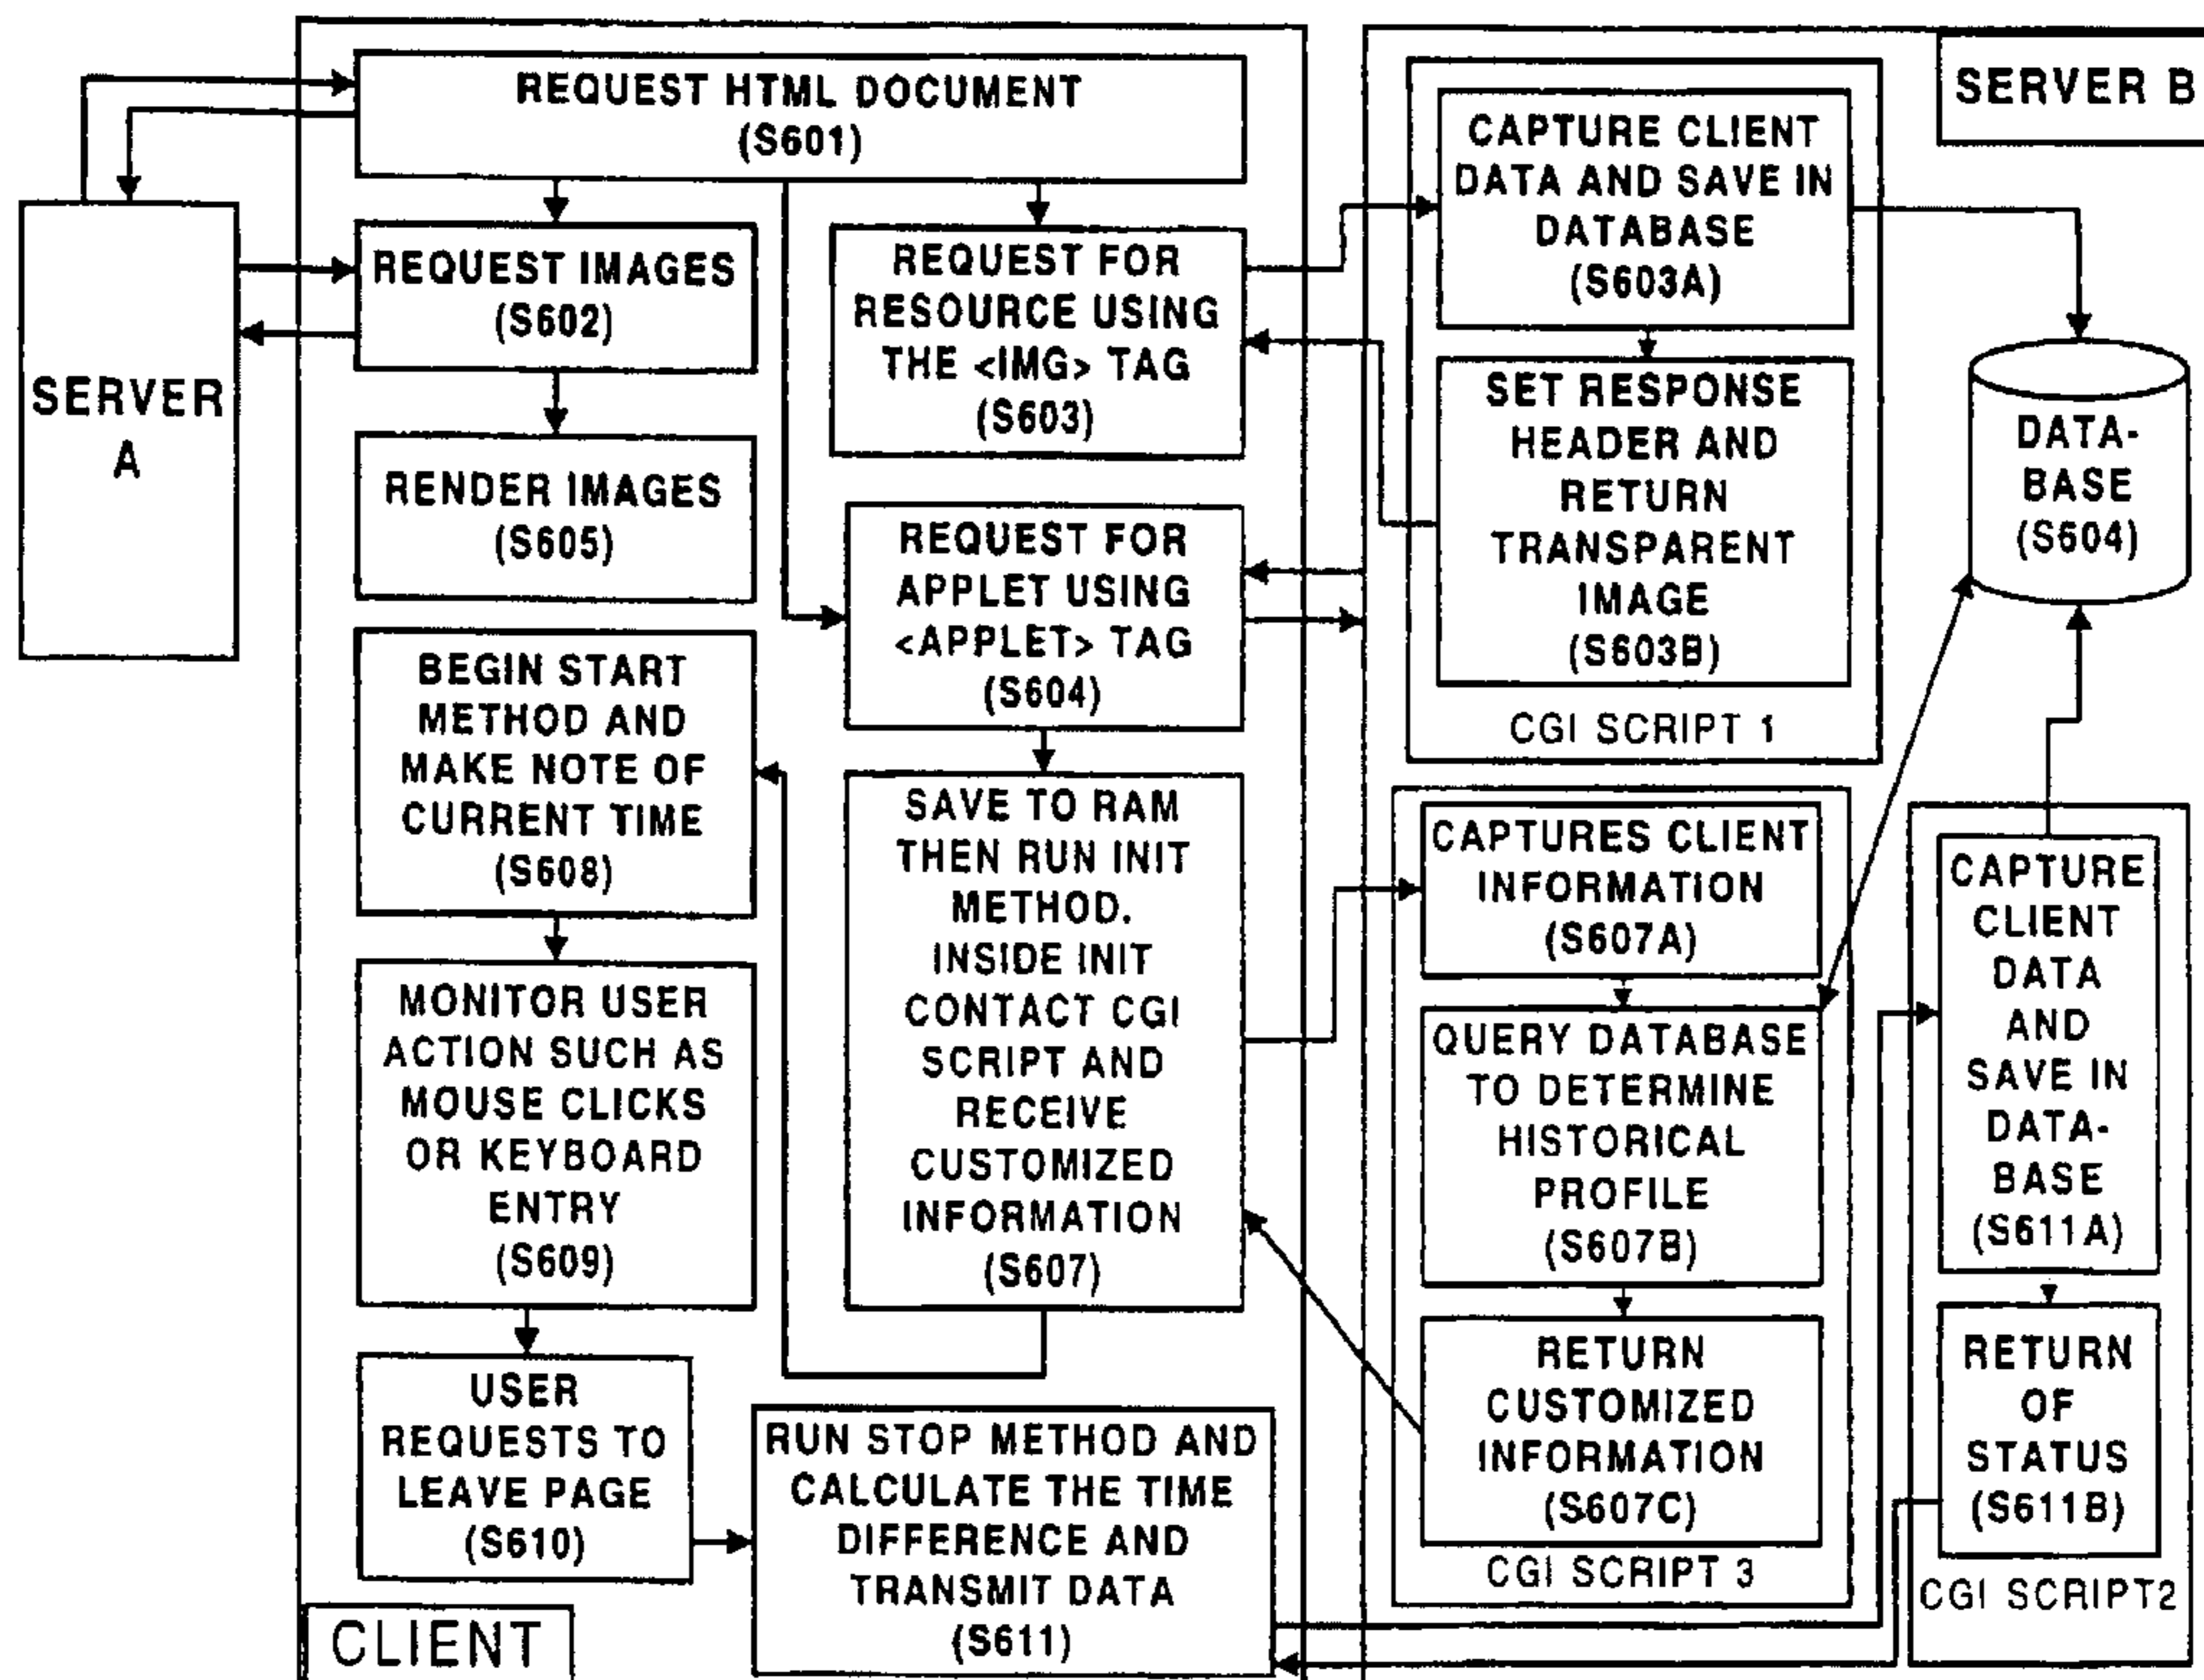 REQUEST HTML DOCUMENT
(S601)
SERVER
A
REQUEST IMAGES
(S602)
RENDER IMAGES
(S605)
REQUEST FOR
RESOURCE USING
THE <IMG> TAG
(S603)
REQUEST FOR
APPLET USING
<APPLET> TAG
(S604)
BEGIN START
METHOD AND
MAKE NOTE OF
CURRENT TIME
(S608)
MONITOR USER
ACTION SUCH AS
MOUSE CLICKS
OR KEYBOARD
ENTRY
(S609)
USER
REQUESTS TO
LEAVE PAGE
(S610)
SAVE TO RAM
THEN RUN INIT
METHOD.
INSIDE INIT
CONTACT CGI
SCRIPT AND
RECEIVE
CUSTOMIZED
INFORMATION
(S607)
RUN STOP METHOD AND
CALCULATE THE TIME
DIFFERENCE AND
TRANSMIT DATA
(S611)
CLIENT
SERVER B
CAPTURE CLIENT
DATA AND SAVE IN
DATABASE
(S603A)
SET RESPONSE
HEADER AND
RETURN
TRANSPARENT
IMAGE
(S603B)
CGI SCRIPT 1
DATA-
BASE
(S604)
CAPTURES CLIENT
INFORMATION
(S607A)
QUERY DATABASE
TO DETERMINE
HISTORICAL
PROFILE
(S607B)
RETURN
CUSTOMIZED
INFORMATION
(S607C)
CGI SCRIPT 3
CAPTURE
CLIENT
DATA
AND
SAVE IN
DATA-
BASE
(S611A)
RETURN
OF
STATUS
(S611B)
CGI SCRIPT2